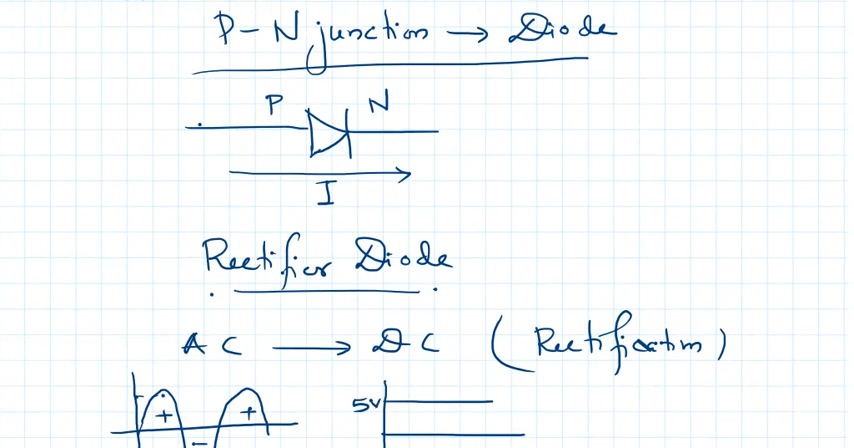 P-N junction → Diode
P N
I
Rectifier Diode
AC → DC (Rectification)
+ - + 5V